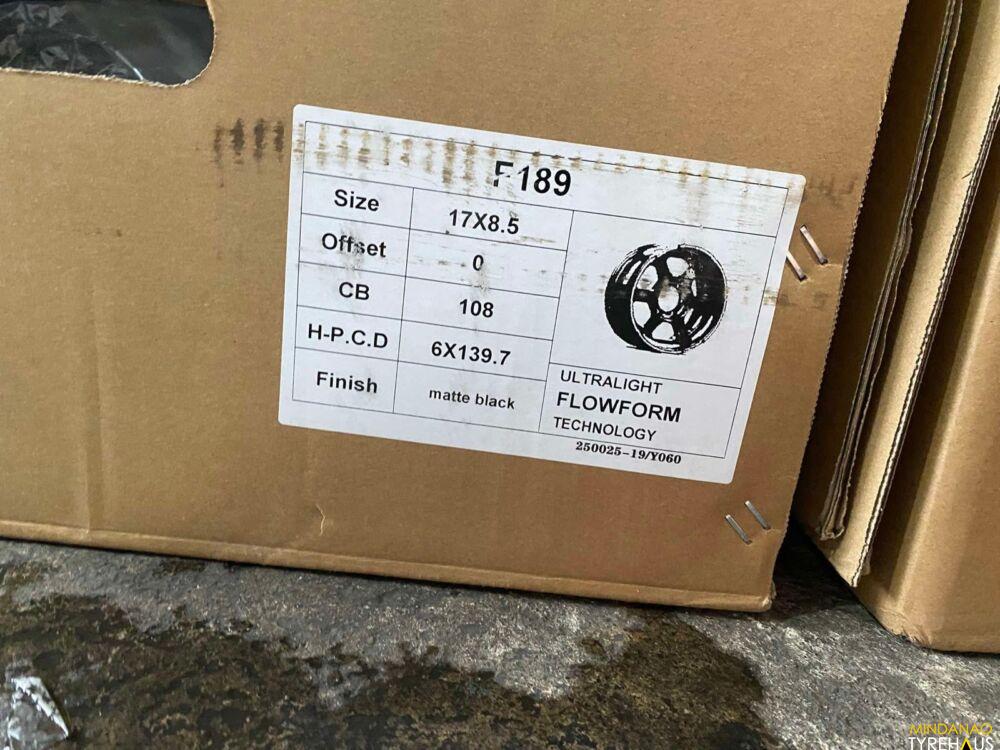 F189
Size 17X8.5
Offset 0
CB 108
H-P.C.D 6X139.7
Finish matte black
ULTRALIGHT
FLOWFORM
TECHNOLOGY
250025-19/Y060
MINDANAO
TYREHAUS